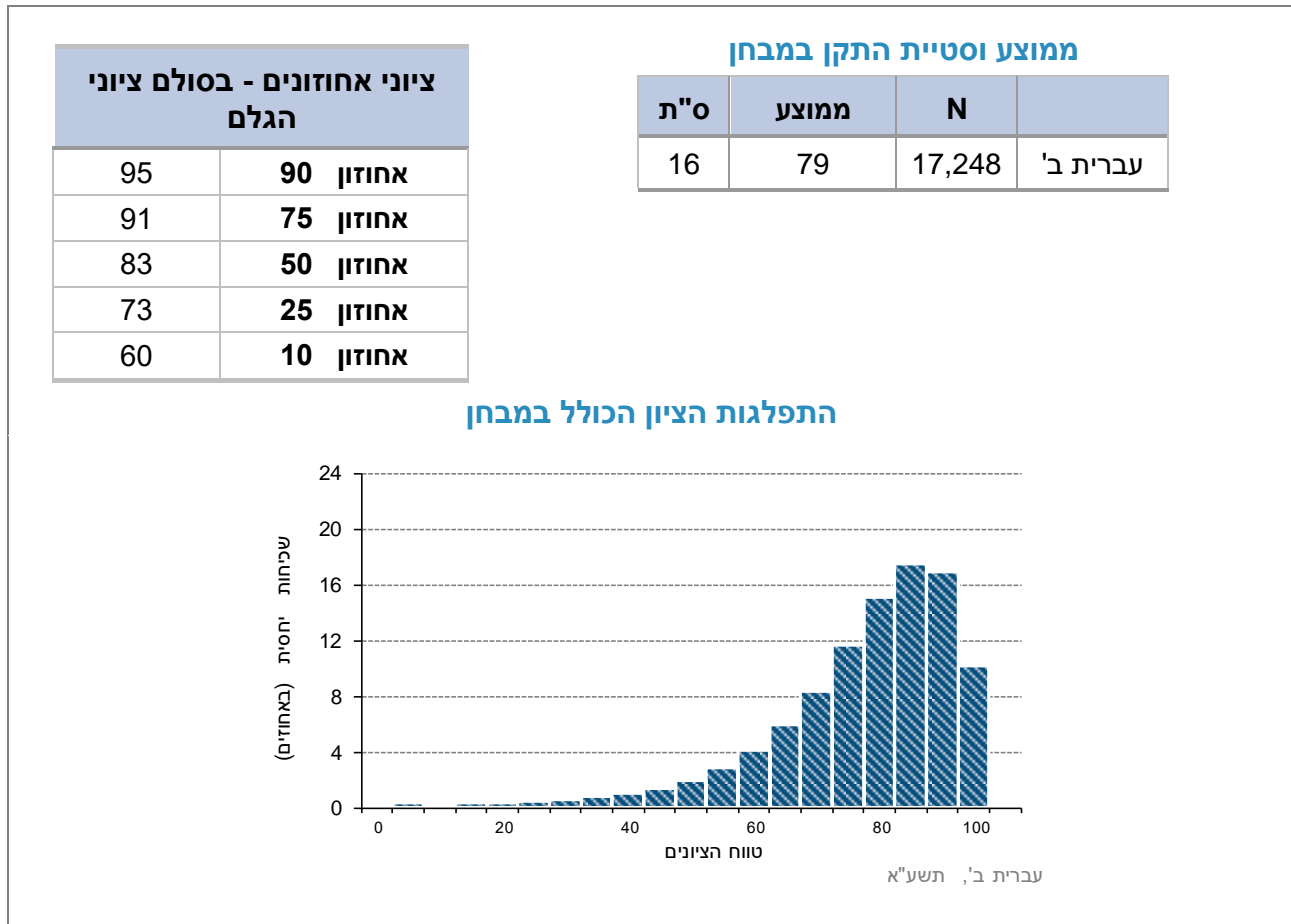 ממוצע וסטיית התקן במבחן
N ממוצע ס"ת
עברית ב' 17,248 79 16
ציוני אחוזונים - בסולם ציוני
הגלם
אחוזון 90 95
אחוזון 75 91
אחוזון 50 83
אחוזון 25 73
אחוזון 10 60
התפלגות הציון הכולל במבחן
שכיחות יחסית (באחוזים)
24
20
16
12
8
4
0
0 20 40 60 80 100
טווח הציונים
עברית ב', תשע"א